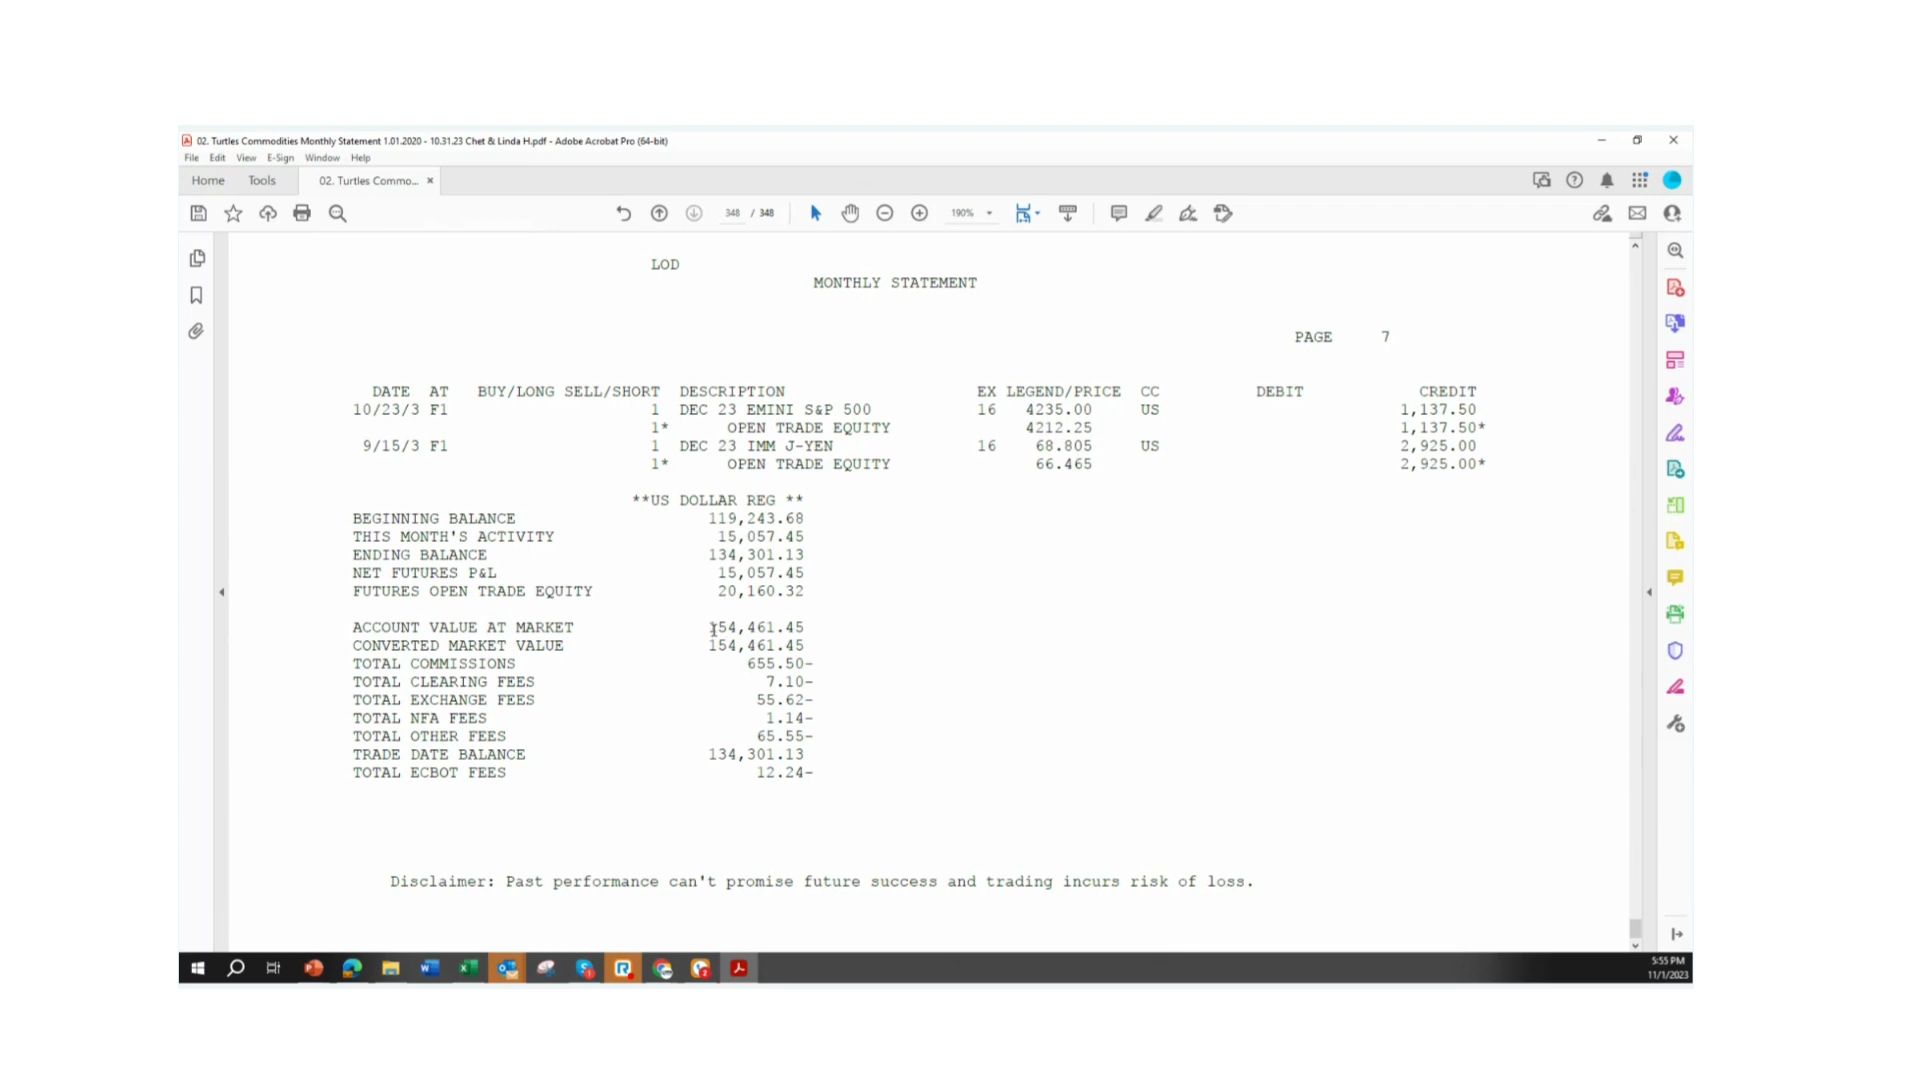 02. Turtles Commodities Monthly Statement 1.01.2020 - 10.31.23 Chet & Linda H.pdf - Adobe Acrobat Pro (64-bit)
File Edit View E-Sign Window Help
Home Tools 02. Turtles Commo... ×
348 / 348 190%
LOD
MONTHLY STATEMENT
PAGE 7
DATE AT BUY/LONG SELL/SHORT DESCRIPTION EX LEGEND/PRICE CC DEBIT CREDIT
10/23/3 F1 1 DEC 23 EMINI S&P 500 16 4235.00 US 1,137.50
1* OPEN TRADE EQUITY 4212.25 1,137.50*
9/15/3 F1 1 DEC 23 IMM J-YEN 16 68.805 US 2,925.00
1* OPEN TRADE EQUITY 66.465 2,925.00*
**US DOLLAR REG **
BEGINNING BALANCE 119,243.68
THIS MONTH'S ACTIVITY 15,057.45
ENDING BALANCE 134,301.13
NET FUTURES P&L 15,057.45
FUTURES OPEN TRADE EQUITY 20,160.32
ACCOUNT VALUE AT MARKET 154,461.45
CONVERTED MARKET VALUE 154,461.45
TOTAL COMMISSIONS 655.50-
TOTAL CLEARING FEES 7.10-
TOTAL EXCHANGE FEES 55.62-
TOTAL NFA FEES 1.14-
TOTAL OTHER FEES 65.55-
TRADE DATE BALANCE 134,301.13
TOTAL ECBOT FEES 12.24-
Disclaimer: Past performance can't promise future success and trading incurs risk of loss.
5:55 PM
11/1/2023